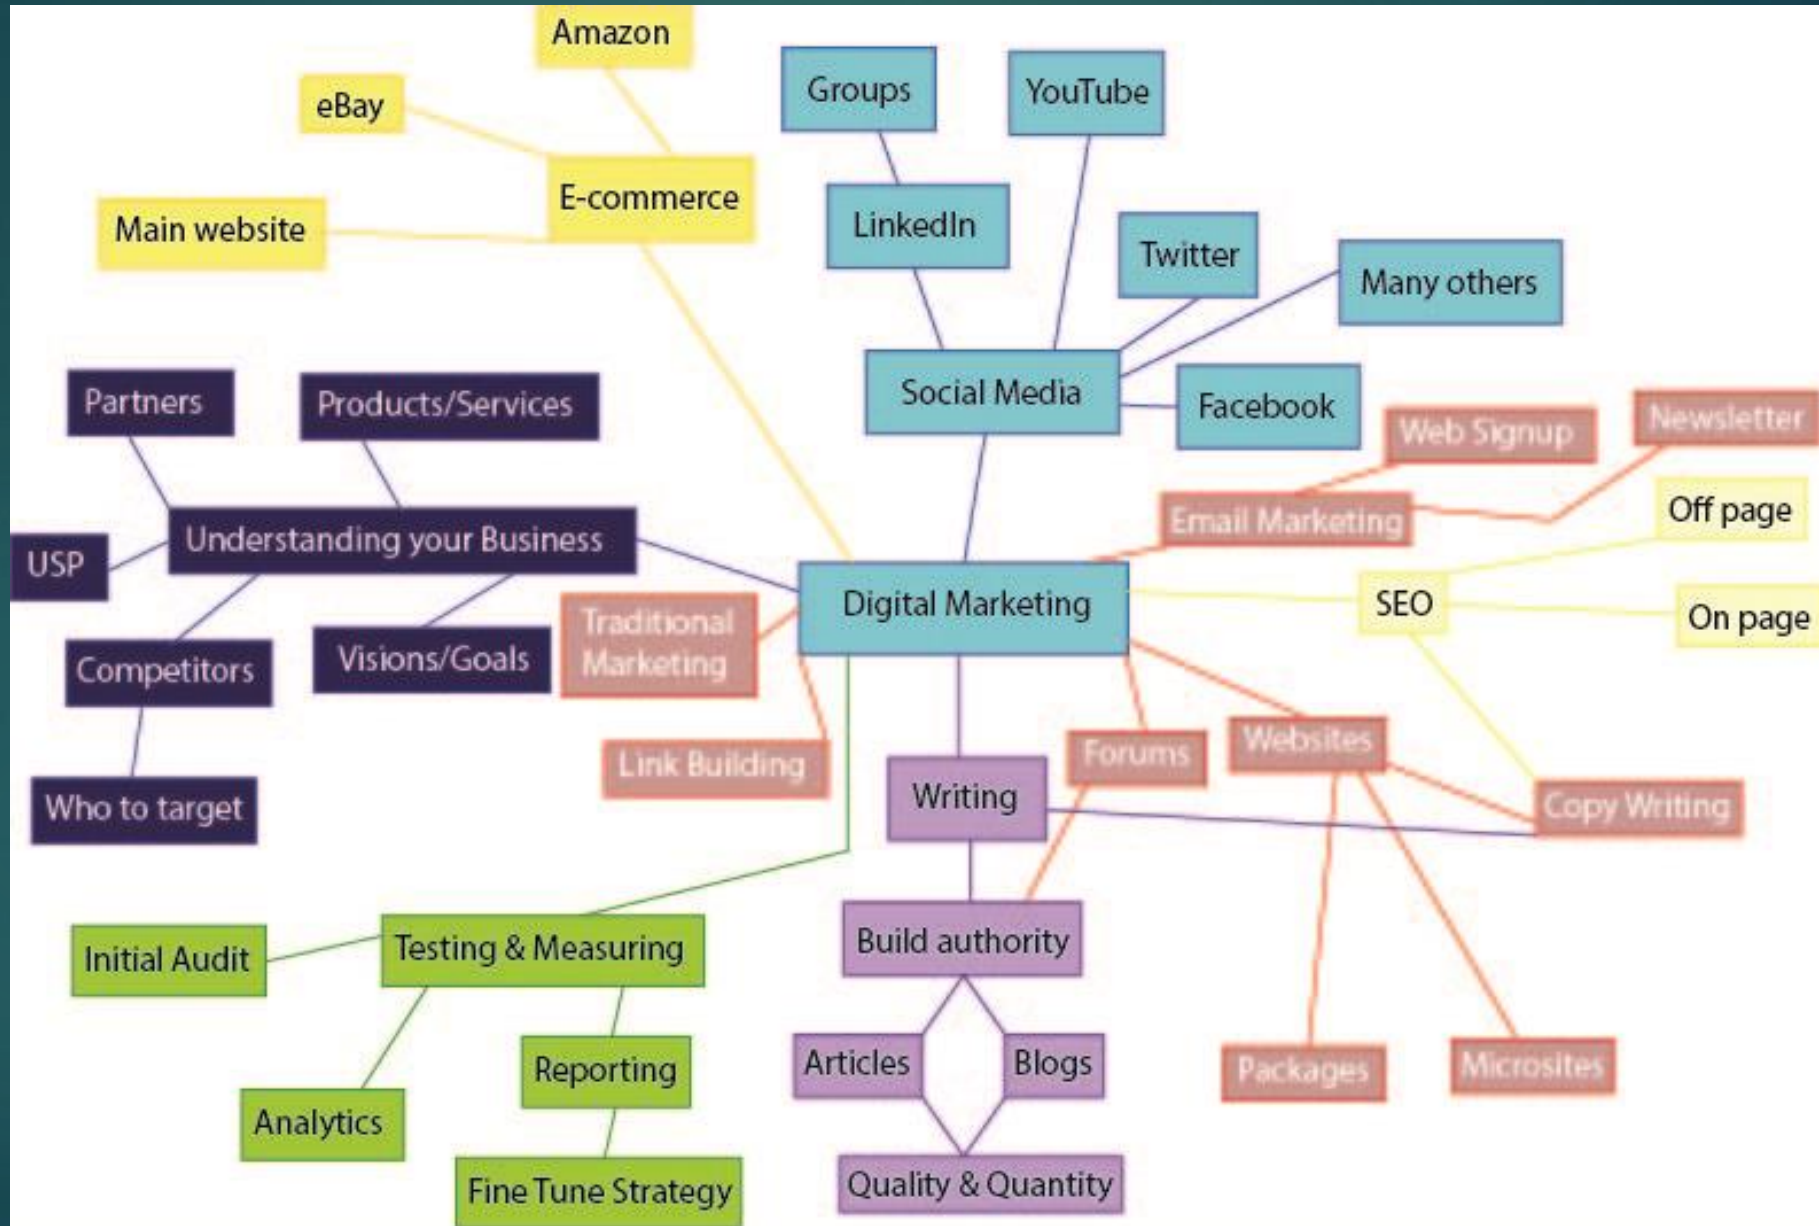 Amazon
eBay
E-commerce
Main website
Groups
YouTube
LinkedIn
Twitter
Many others
Social Media
Facebook
Partners
Products/Services
Understanding your Business
USP
Competitors
Visions/Goals
Who to target
Web Signup
Newsletter
Email Marketing
Off page
SEO
On page
Digital Marketing
Traditional
Marketing
Link Building
Forums
Websites
Writing
Copy Writing
Build authority
Articles
Blogs
Quality & Quantity
Packages
Microsites
Initial Audit
Testing & Measuring
Reporting
Analytics
Fine Tune Strategy